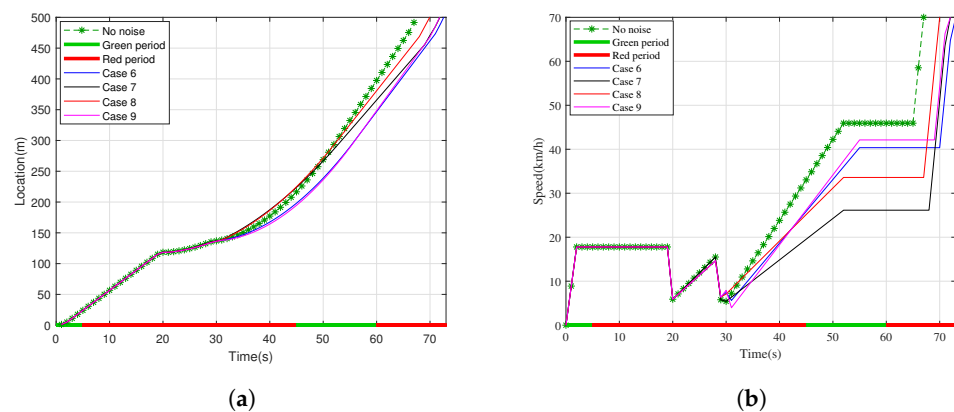 500
450
400
350
300
250
200
150
100
50
0
Location(m)
No noise
Green period
Red period
Case 6
Case 7
Case 8
Case 9
0 10 20 30 40 50 60 70
Time(s)
(a)
70
60
50
40
30
20
10
0
Speed(km/h)
No noise
Green period
Red period
Case 6
Case 7
Case 8
Case 9
0 10 20 30 40 50 60 70
Time(s)
(b)